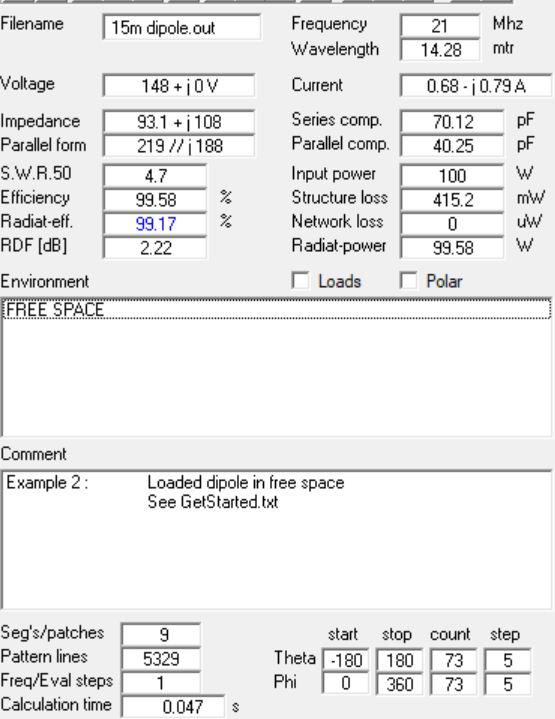 Filename 15m dipole.out Frequency 21 Mhz
Wavelength 14.28 mtr
Voltage 148 + j 0 V Current 0.68 - j 0.79 A
Impedance 93.1 + j 108 Series comp. 70.12 pF
Parallel form 219 // j 188 Parallel comp. 40.25 pF
S.W.R.50 4.7 Input power 100 W
Efficiency 99.58 % Structure loss 415.2 mW
Radiat-eff. 99.17 % Network loss 0 uW
RDF [dB] 2.22 Radiat-power 99.58 W
Environment Loads Polar
FREE SPACE
Comment
Example 2 : Loaded dipole in free space
See GetStarted.txt
Seg's/patches 9 start stop count step
Pattern lines 5329 Theta -180 180 73 5
Freq/Eval steps 1 Phi 0 360 73 5
Calculation time 0.047 s